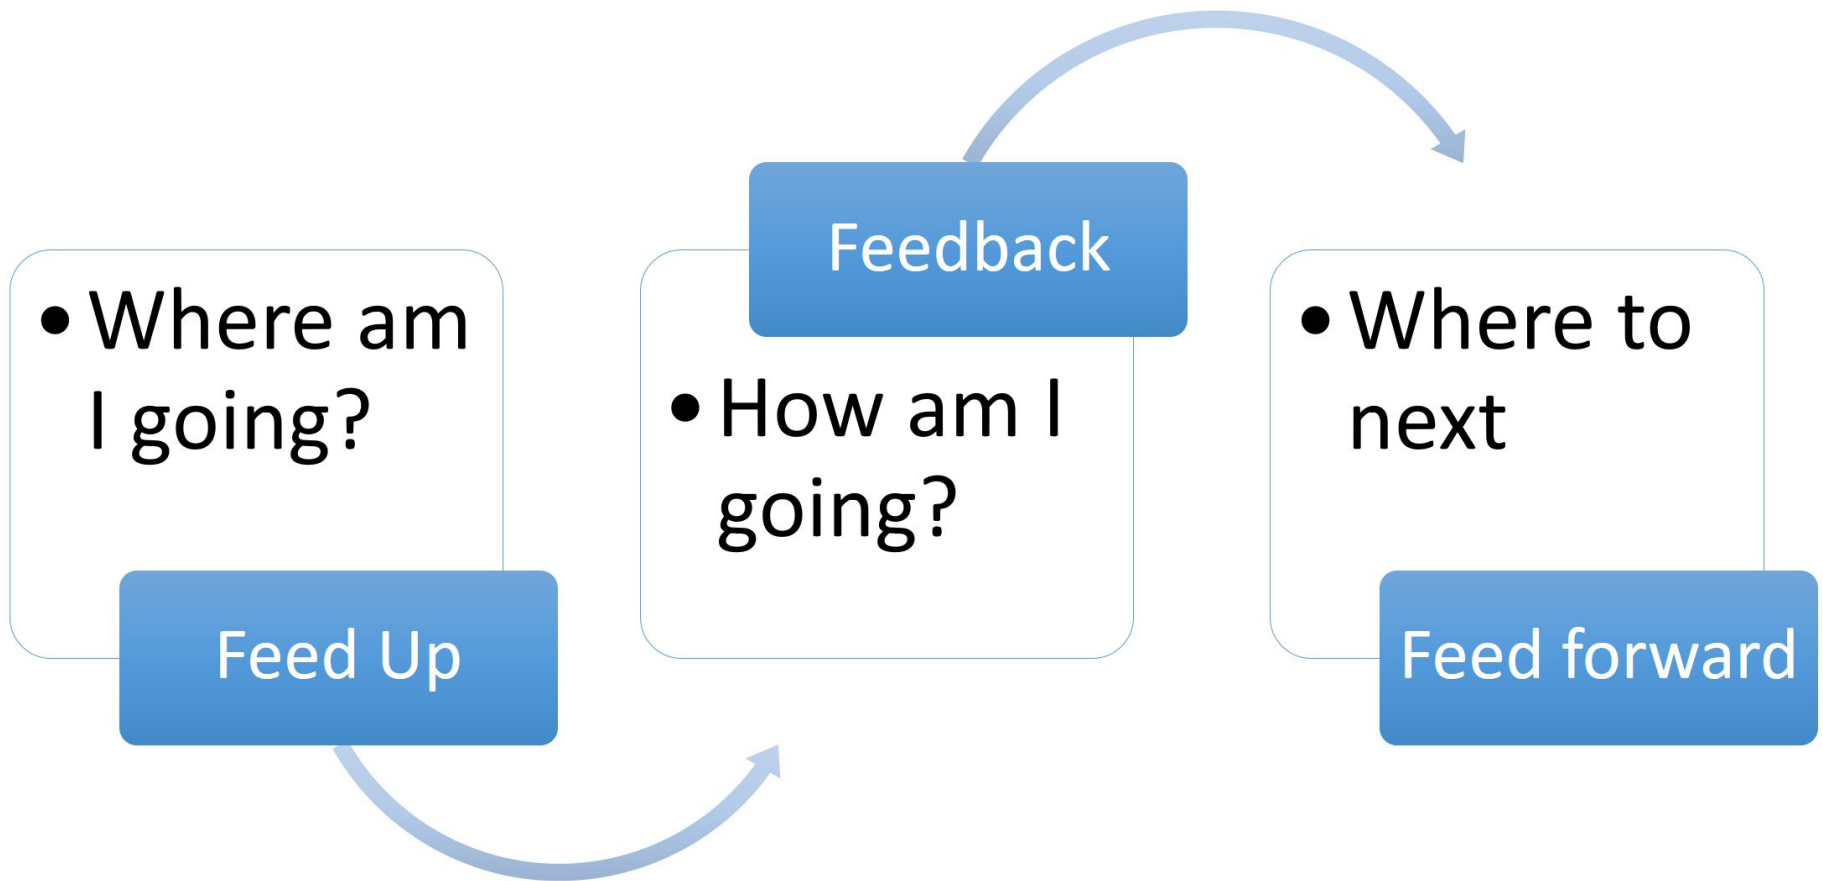 • Where am
I going?
Feed Up
Feedback
• How am I
going?
• Where to
next
Feed forward